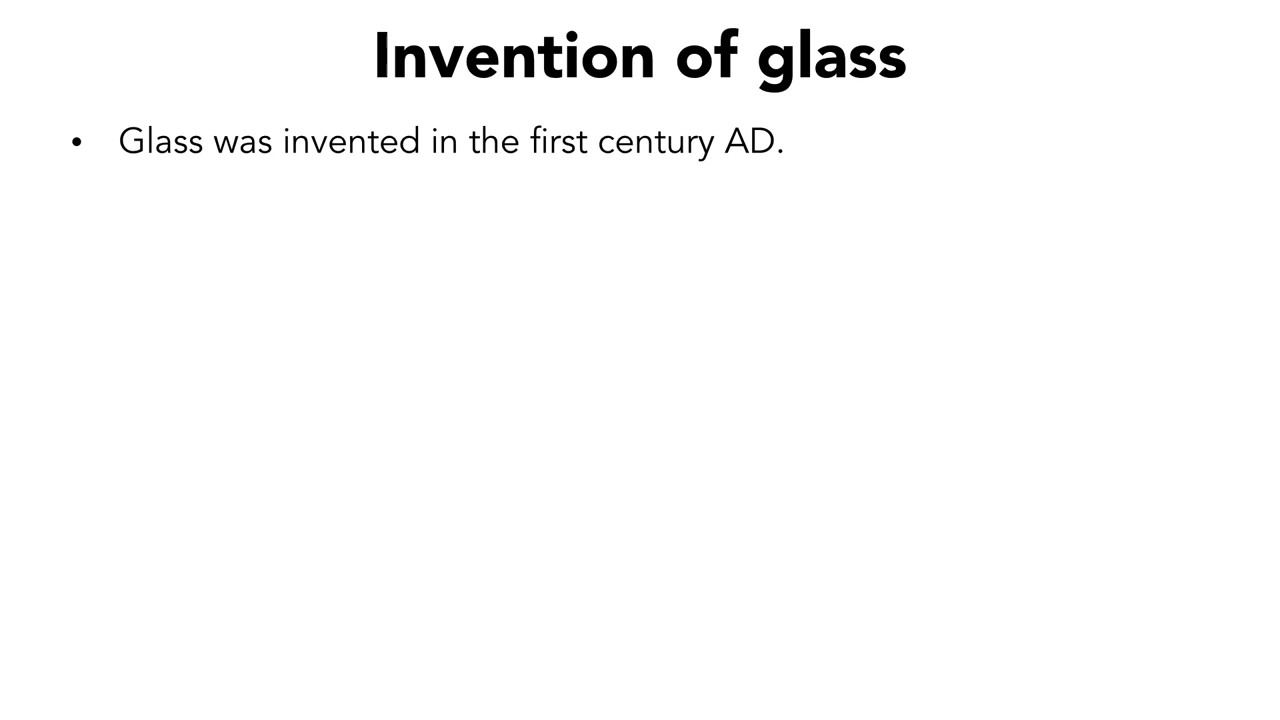 Invention of glass
• Glass was invented in the first century AD.